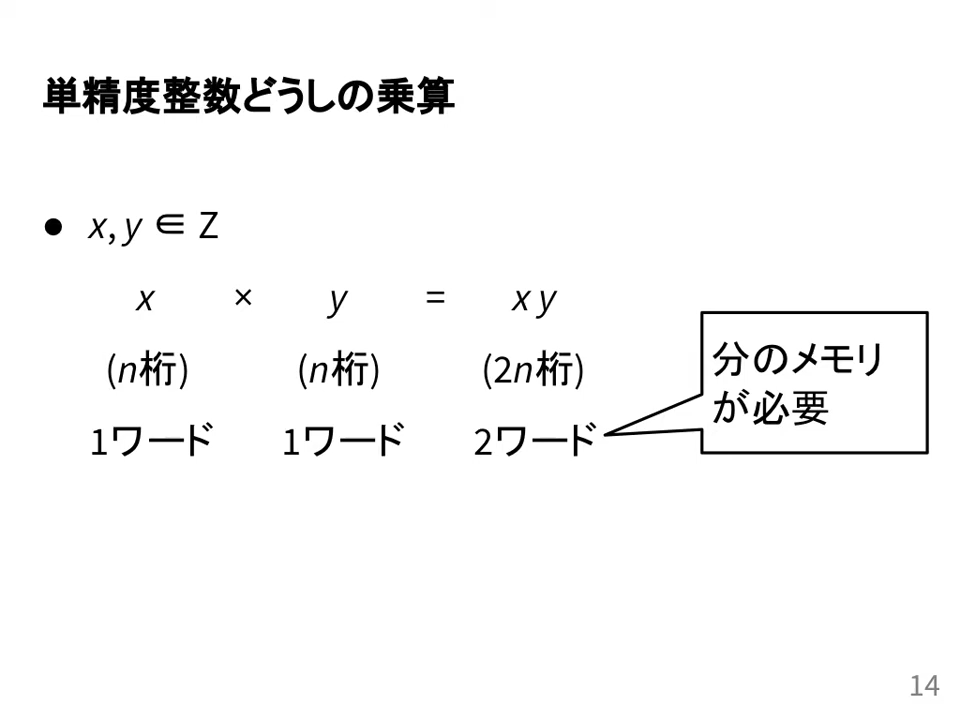 単精度整数どうしの乗算
● x, y ∈ Z
x × y = x y
(n桁) (n桁) (2n桁)
1ワード 1ワード 2ワード
分のメモリ
が必要
14